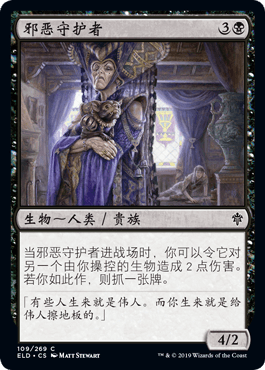 邪恶守护者 3
生物~人类／贵族
当邪恶守护者进战场时，你可以令它对
另一个由你操控的生物造成2点伤害。
若你如此作，则抓一张牌。
「有些人生来就是伟人。而你生来就是给
伟人擦地板的。」
4/2
109/269 C
ELD • CS MATT STEWART
™ & © 2019 Wizards of the Coast